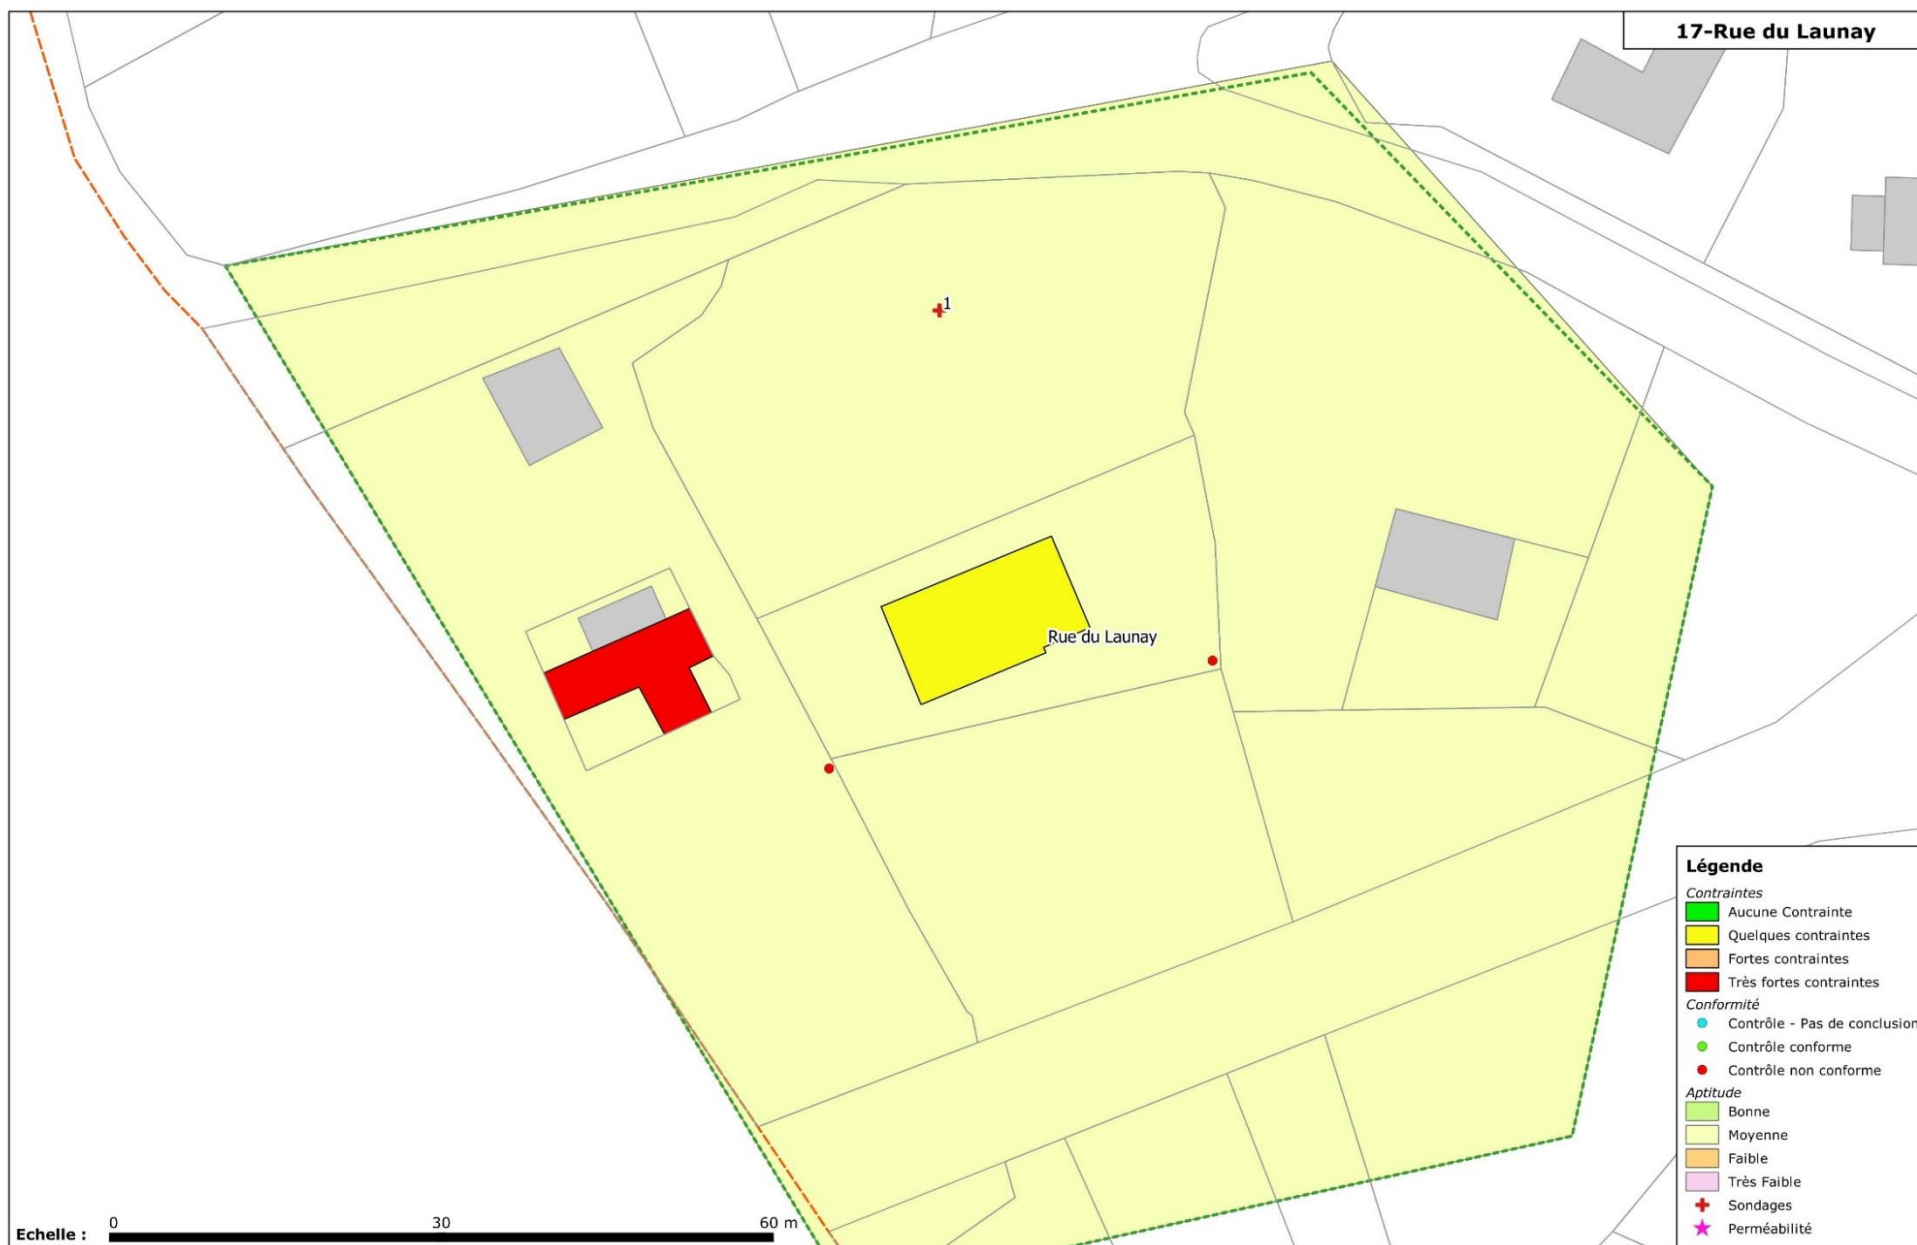 17-Rue du Launay
1
Rue du Launay
Légende
Contraintes
Aucune Contrainte
Quelques contraintes
Fortes contraintes
Très fortes contraintes
Conformité
Contrôle - Pas de conclusion
Contrôle conforme
Contrôle non conforme
Aptitude
Bonne
Moyenne
Faible
Très Faible
Sondages
Perméabilité
Echelle : 0 30 60 m